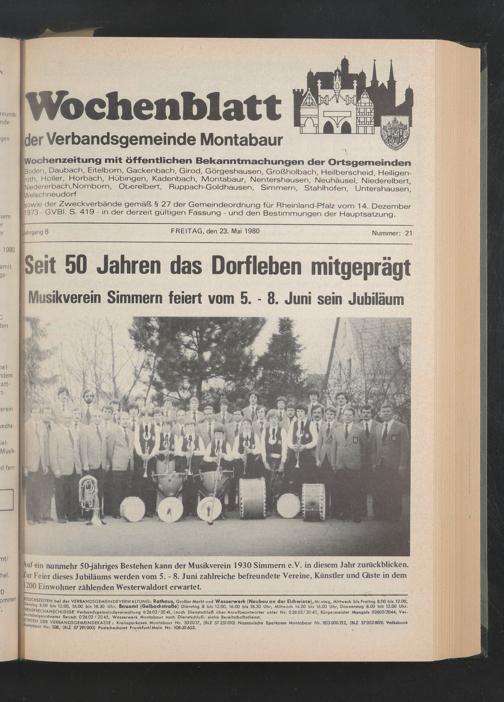 Wochenblatt
der Verbandsgemeinde Montabaur
Wochenzeitung mit öffentlichen Bekanntmachungen der Ortsgemeinden
Boden, Daubach, Eitelborn, Gackenbach, Girod, Görgeshausen, Großholbach, Heilberscheid, Heiligen-
roth, Holler, Horbach, Hübingen, Kadenbach, Montabaur, Nentershausen, Neuhäusel, Niederelbert,
Niedererbach, Nomborn, Oberelbert, Ruppach-Goldhausen, Simmern, Stahlhofen, Untershausen,
Welschneudorf
sowie der Zweckverbände gemäß § 27 der Gemeindeordnung für Rheinland-Pfalz vom 14. Dezember
1973 - GVBl. S. 419 - in der derzeit gültigen Fassung - und den Bestimmungen der Hauptsatzung.
Jahrgang 8 FREITAG, den 23. Mai 1980 Nummer: 21
Seit 50 Jahren das Dorfleben mitgeprägt
Musikverein Simmern feiert vom 5. - 8. Juni sein Jubiläum
Auf ein nunmehr 50-jähriges Bestehen kann der Musikverein 1930 Simmern e.V. in diesem Jahr zurückblicken.
Zur Feier dieses Jubiläums werden vom 5. - 8. Juni zahlreiche befreundete Vereine, Künstler und Gäste in dem
1200 Einwohner zählenden Westerwaldort erwartet.